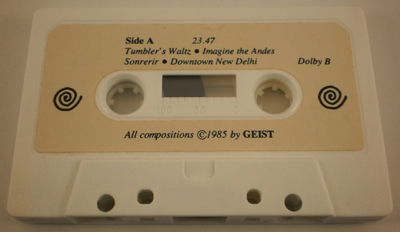 Side A 23.47
Tumbler's Waltz • Imagine the Andes
Sonrerir • Downtown New Delhi Dolby B
All compositions ©1985 by GEIST